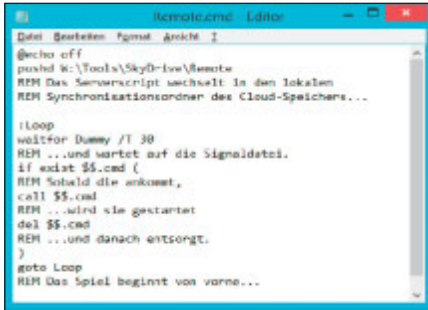 Remote.cmd - Editor
Datei Bearbeiten Format Ansicht ?
@echo off
pushd W:\Tools\SkyDrive\Remote
REM Das Serverscript wechselt in den lokalen
REM Synchronisationsordner des Cloud-Speichers...
:Loop
waitfor Dummy /T 30
REM ...und wartet auf die Signaldatei.
if exist $$.cmd (
REM Sobald die ankommt,
call $$.cmd
REM ...wird sie gestartet
del $$.cmd
REM ...und danach entsorgt.
)
goto Loop
REM Das Spiel beginnt von vorne...